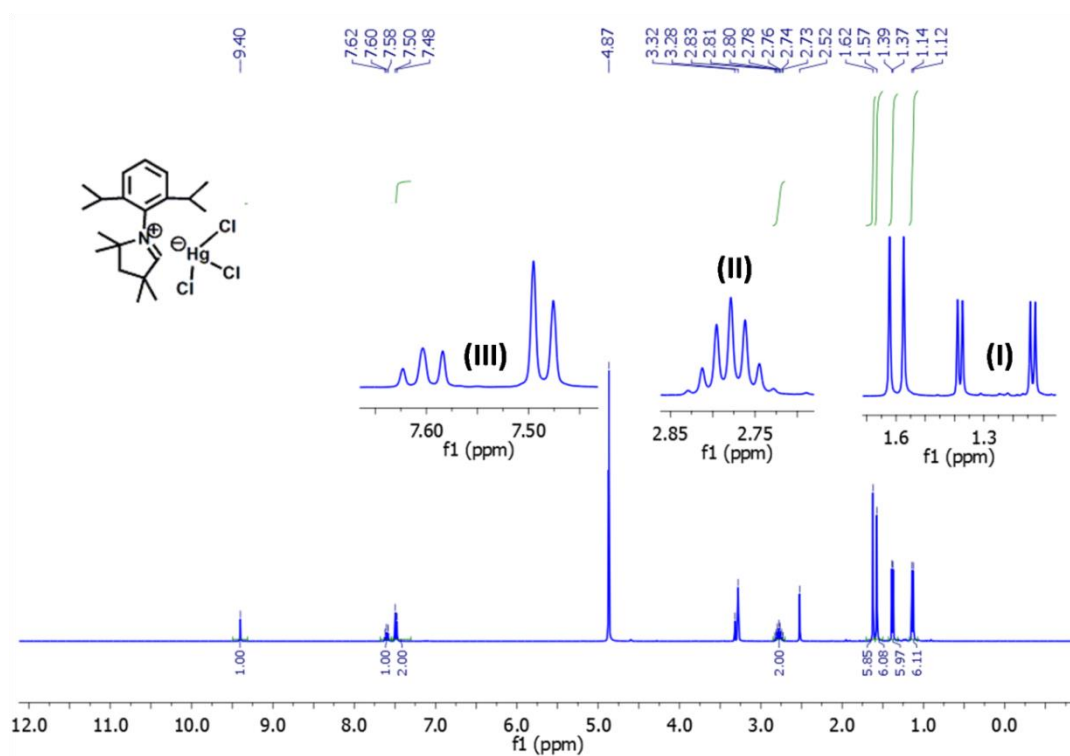 9.40
7.62
7.60
7.58
7.50
7.48
4.87
3.32
3.28
2.83
2.81
2.80
2.78
2.76
2.74
2.73
2.52
1.62
1.57
1.39
1.37
1.14
1.12
N
+
−
Hg
Cl
Cl
Cl
(III)
(II)
(I)
7.60 7.50
f1 (ppm)
2.85 2.75
f1 (ppm)
1.6 1.3
f1 (ppm)
1.00
1.00
2.00
2.00
5.85
6.08
5.97
6.11
12.0 11.0 10.0 9.0 8.0 7.0 6.0 5.0 4.0 3.0 2.0 1.0 0.0
f1 (ppm)